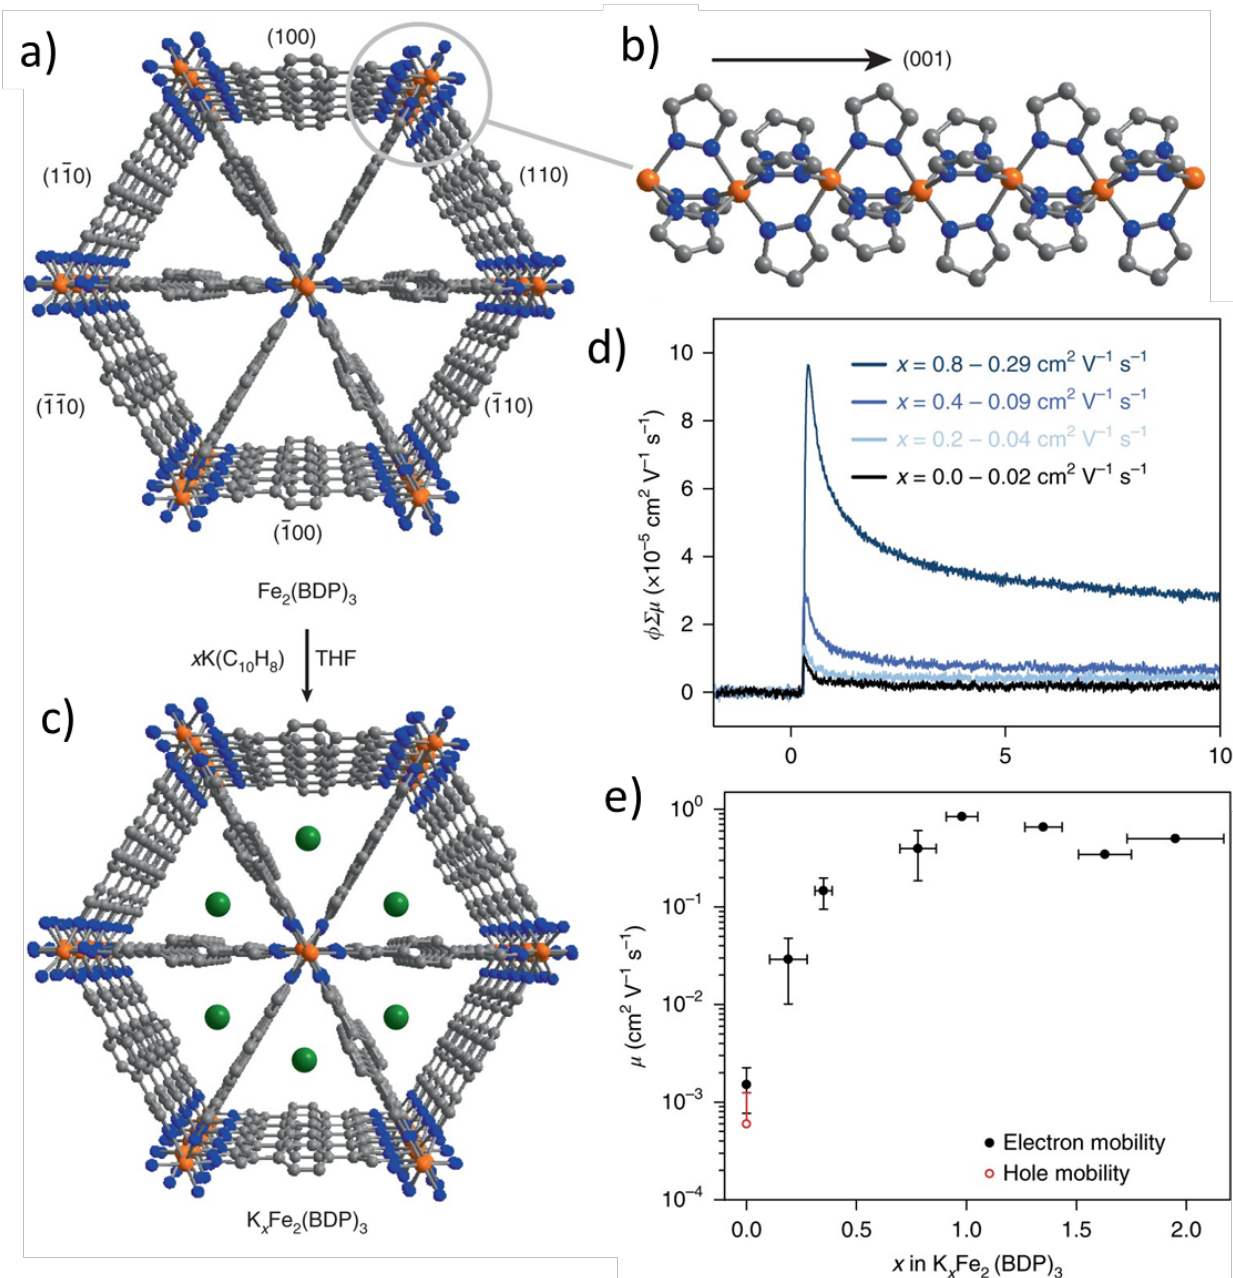 a)
(100)
(11̄0)
(110)
(1̄1̄0)
(1̄10)
(1̄00)
Fe₂(BDP)₃
xK(C₁₀H₈) THF
b)
(001)
c)
KₓFe₂(BDP)₃
d)
x = 0.8 – 0.29 cm² V⁻¹ s⁻¹
x = 0.4 – 0.09 cm² V⁻¹ s⁻¹
x = 0.2 – 0.04 cm² V⁻¹ s⁻¹
x = 0.0 – 0.02 cm² V⁻¹ s⁻¹
ϕΣμ (×10⁻⁵ cm² V⁻¹ s⁻¹)
10
8
6
4
2
0
0 5 10
e)
μ (cm² V⁻¹ s⁻¹)
10⁰
10⁻¹
10⁻²
10⁻³
10⁻⁴
Electron mobility
Hole mobility
0.0 0.5 1.0 1.5 2.0
x in KₓFe₂ (BDP)₃